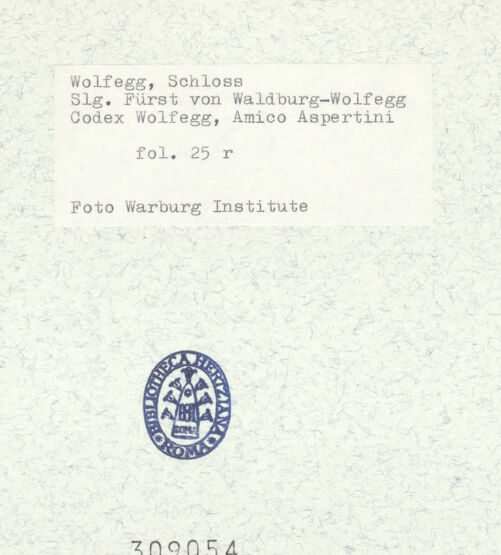 Wolfegg, Schloss
Slg. Fürst von Waldburg-Wolfegg
Codex Wolfegg, Amico Aspertini
fol. 25 r
Foto Warburg Institute
BIBLIOTHECA HERTZIANA
ROMA
309054